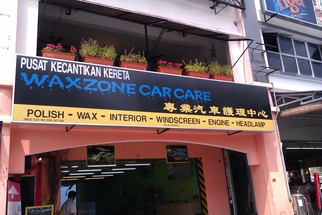 PUSAT KECANTIKAN KERETA
WAXZONE CAR CARE
專業汽車護理中心
POLISH - WAX - INTERIOR - WINDSCREEN - ENGINE - HEADLAMP